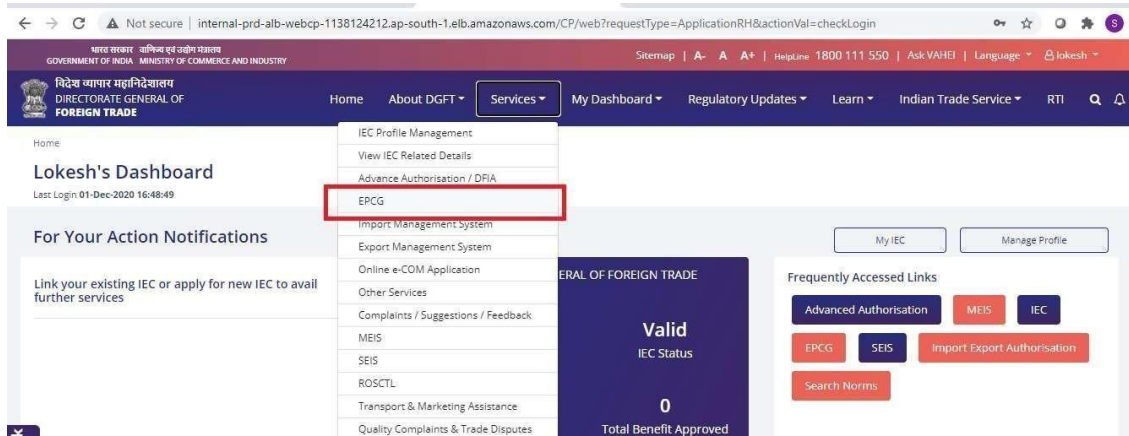 Not secure | internal-prd-alb-webcp-1138124212.ap-south-1.elb.amazonaws.com/CP/web?requestType=ApplicationRH&actionVal=checkLogin
S
भारत सरकार वाणिज्य एवं उद्योग मंत्रालय
GOVERNMENT OF INDIA MINISTRY OF COMMERCE AND INDUSTRY
Sitemap | A- A A+ | HelpLine 1800 111 550 | Ask VAHEI | Language lokesh
विदेश व्यापार महानिदेशालय
DIRECTORATE GENERAL OF
FOREIGN TRADE
Home About DGFT Services My Dashboard Regulatory Updates Learn Indian Trade Service RTI
Home
Lokesh's Dashboard
Last Login 01-Dec-2020 16:48:49
IEC Profile Management
View IEC Related Details
Advance Authorisation / DFIA
EPCG
Import Management System
Export Management System
Online e-COM Application
Other Services
Complaints / Suggestions / Feedback
MEIS
SEIS
ROSCTL
Transport & Marketing Assistance
Quality Complaints & Trade Disputes
For Your Action Notifications
My IEC Manage Profile
Link your existing IEC or apply for new IEC to avail
further services
ERAL OF FOREIGN TRADE
Valid
IEC Status
0
Total Benefit Approved
Frequently Accessed Links
Advanced Authorisation MEIS IEC
EPCG SEIS Import Export Authorisation
Search Norms